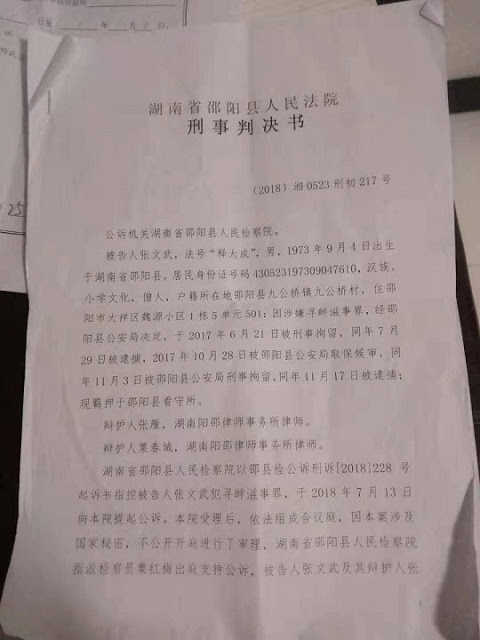 湖南省邵阳县人民法院
刑事判决书
（2018）湘0523刑初217号
公诉机关湖南省邵阳县人民检察院。
被告人张文武，法号“释大成”，男，1973年9月4日出生
于湖南省邵阳县，居民身份证号码430523197309047610，汉族，
小学文化，僧人，户籍所在地邵阳县九公桥镇九公桥村，住邵
阳市大祥区魏源小区1栋5单元501；因涉嫌寻衅滋事罪，经邵
阳县公安局决定，于2017年6月21日被刑事拘留，同年7月
29日被逮捕，2017年10月28日被邵阳县公安局取保候审，同
年11月3日被邵阳县公安局刑事拘留，同年11月17日被逮捕；
现羁押于邵阳县看守所。
辩护人张雁，湖南阳邵律师事务所律师。
辩护人粟春城，湖南阳邵律师事务所律师。
湖南省邵阳县人民检察院以邵县检公诉刑诉[2018]228号
起诉书指控被告人张文武犯寻衅滋事罪，于2018年7月13日
向本院提起公诉。本院受理后，依法组成合议庭，因本案涉及
国家秘密，不公开开庭进行了审理，湖南省邵阳县人民检察院
指派检察员粟红梅出庭支持公诉，被告人张文武及其辩护人张